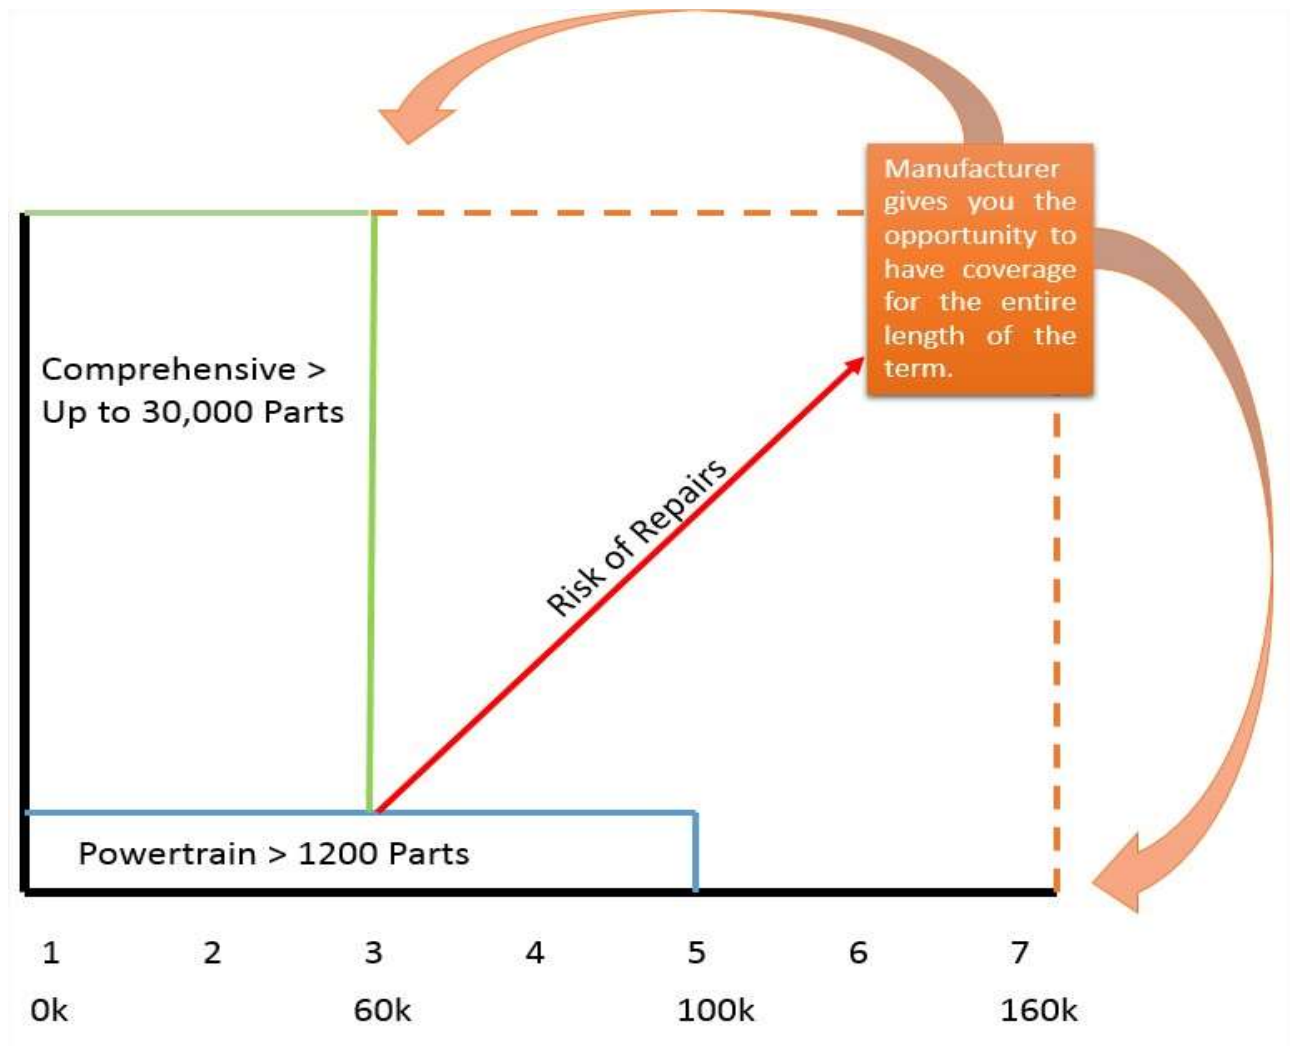 Manufacturer
gives you the
opportunity to
have coverage
for the entire
length of the
term.
Comprehensive >
Up to 30,000 Parts
Risk of Repairs
Powertrain > 1200 Parts
1 2 3 4 5 6 7
0k 60k 100k 160k